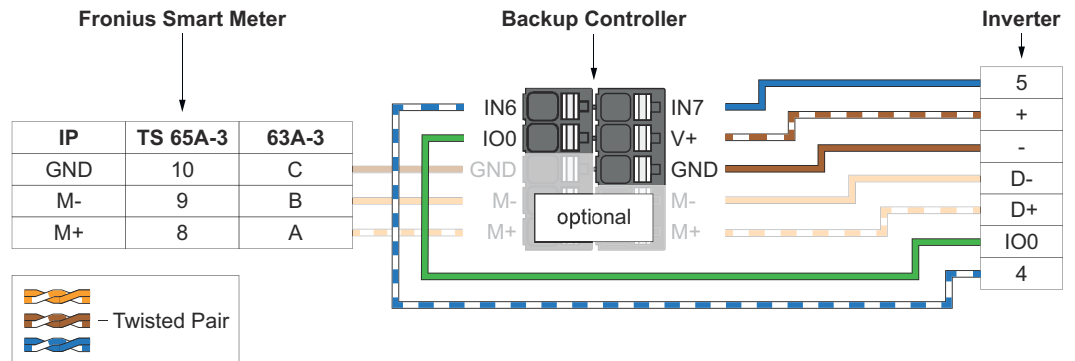 Fronius Smart Meter
Backup Controller
Inverter
IP TS 65A-3 63A-3
GND 10 C
M- 9 B
M+ 8 A
IN6 IN7
IO0 V+
GND GND
M- M-
M+ M+
optional
5
+
-
D-
D+
IO0
4
Twisted Pair